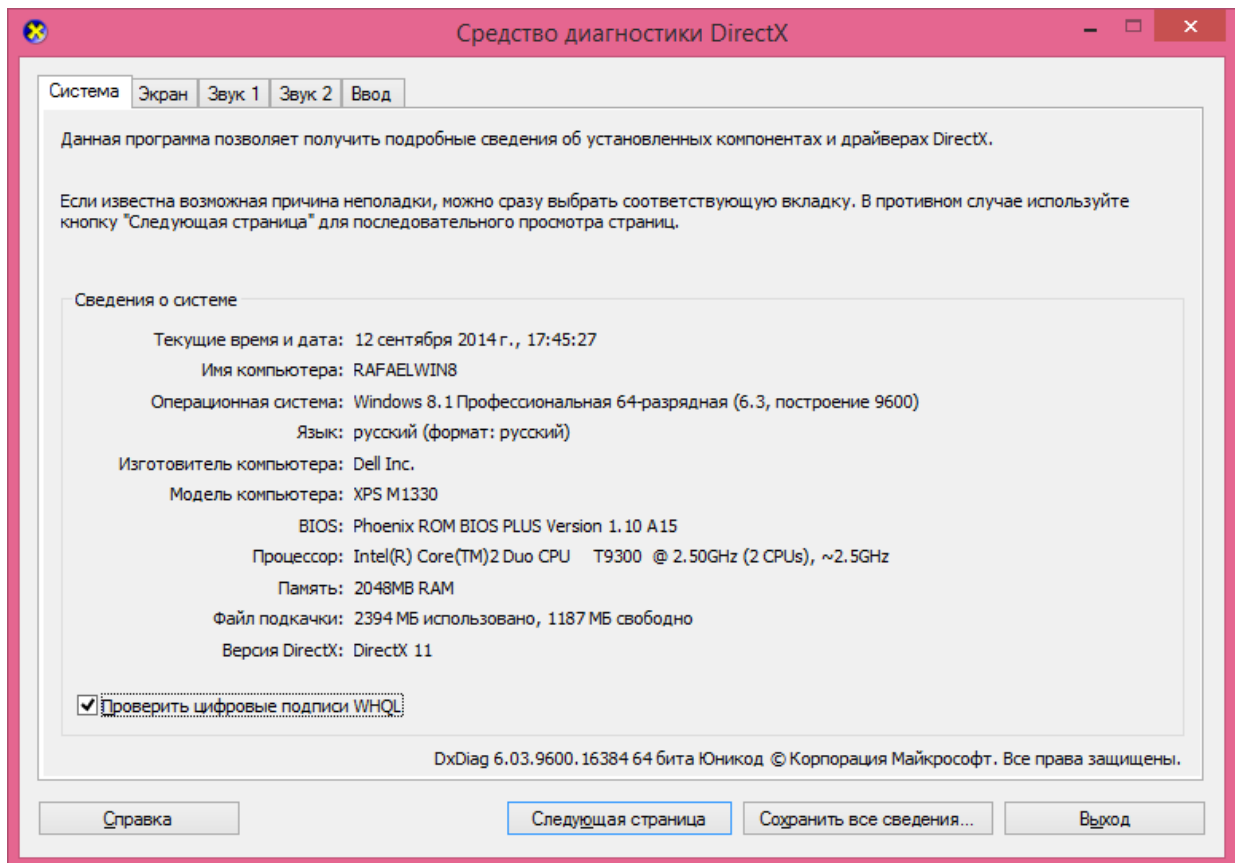 Средство диагностики DirectX
Система Экран Звук 1 Звук 2 Ввод
Данная программа позволяет получить подробные сведения об установленных компонентах и драйверах DirectX.
Если известна возможная причина неполадки, можно сразу выбрать соответствующую вкладку. В противном случае используйте
кнопку "Следующая страница" для последовательного просмотра страниц.
Сведения о системе
Текущие время и дата: 12 сентября 2014 г., 17:45:27
Имя компьютера: RAFAELWIN8
Операционная система: Windows 8.1 Профессиональная 64-разрядная (6.3, построение 9600)
Язык: русский (формат: русский)
Изготовитель компьютера: Dell Inc.
Модель компьютера: XPS M1330
BIOS: Phoenix ROM BIOS PLUS Version 1.10 A15
Процессор: Intel(R) Core(TM)2 Duo CPU T9300 @ 2.50GHz (2 CPUs), ~2.5GHz
Память: 2048MB RAM
Файл подкачки: 2394 МБ использовано, 1187 МБ свободно
Версия DirectX: DirectX 11
Проверить цифровые подписи WHQL
DxDiag 6.03.9600.16384 64 бита Юникод © Корпорация Майкрософт. Все права защищены.
Справка Следующая страница Сохранить все сведения... Выход